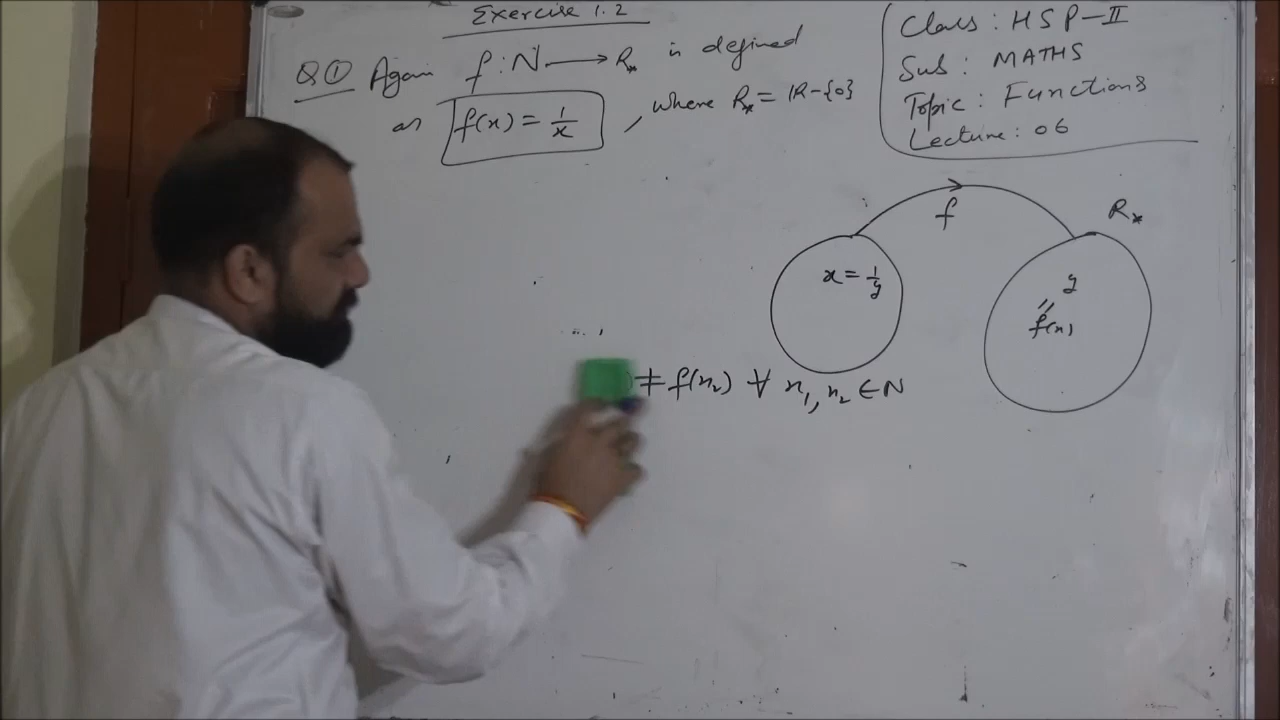 Exercise 1.2
Q ① Again f : N → R* is defined
as f(x) = 1/x , where R* = R - {0}
Class : HSP-II
Sub : MATHS
Topic : Functions
Lecture : 06
f
R*
x = 1/y
y
f(x)
) ≠ f(x₂) ∀ x₁, x₂ ∈ N